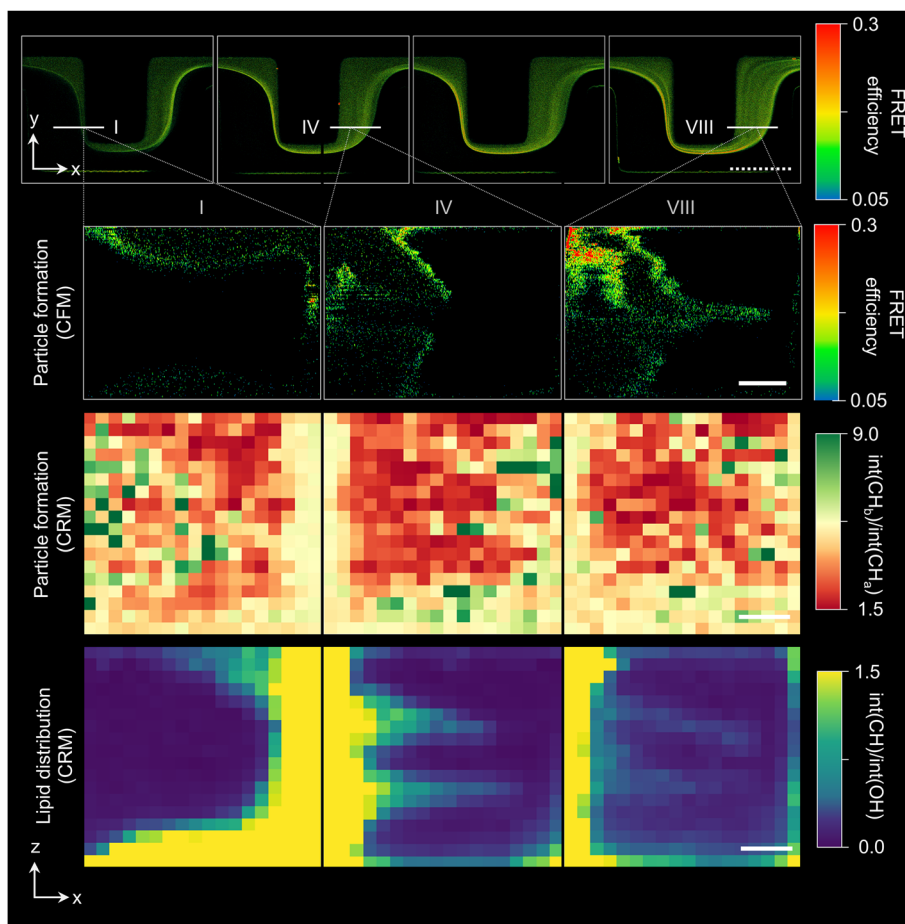 0.3
FRET
efficiency
0.05
y
x
I
IV
VIII
I
IV
VIII
Particle formation
(CFM)
0.3
FRET
efficiency
0.05
Particle formation
(CRM)
9.0
int(CH_b)/int(CH_a)
1.5
Lipid distribution
(CRM)
1.5
int(CH)/int(OH)
0.0
z
x